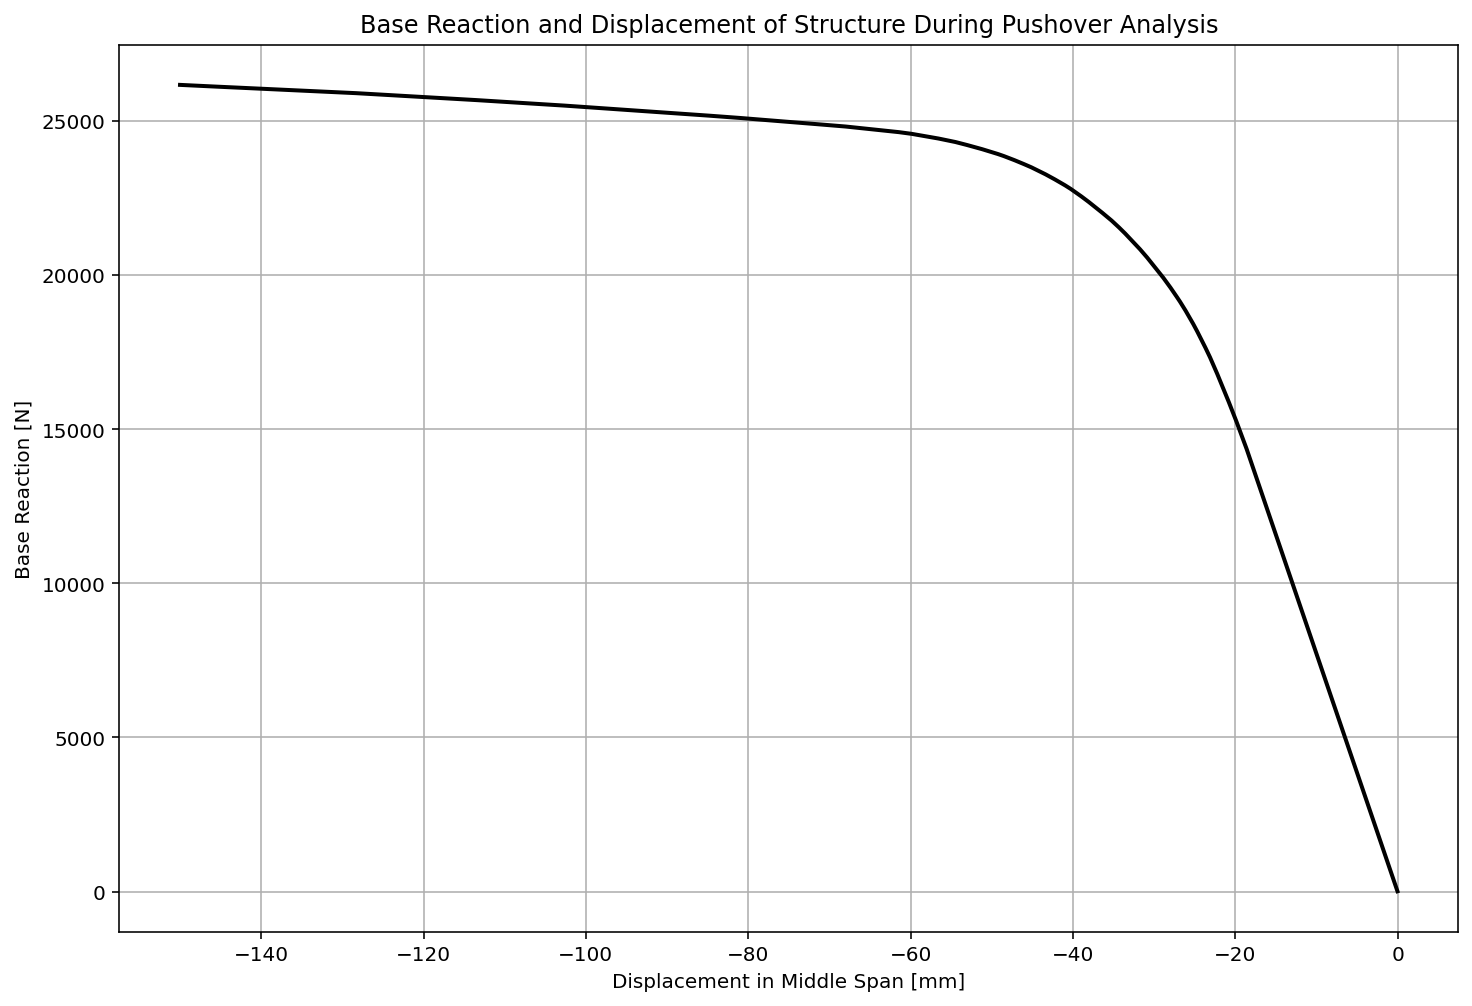 Base Reaction and Displacement of Structure During Pushover Analysis
Base Reaction [N]
25000
20000
15000
10000
5000
0
−140 −120 −100 −80 −60 −40 −20 0
Displacement in Middle Span [mm]